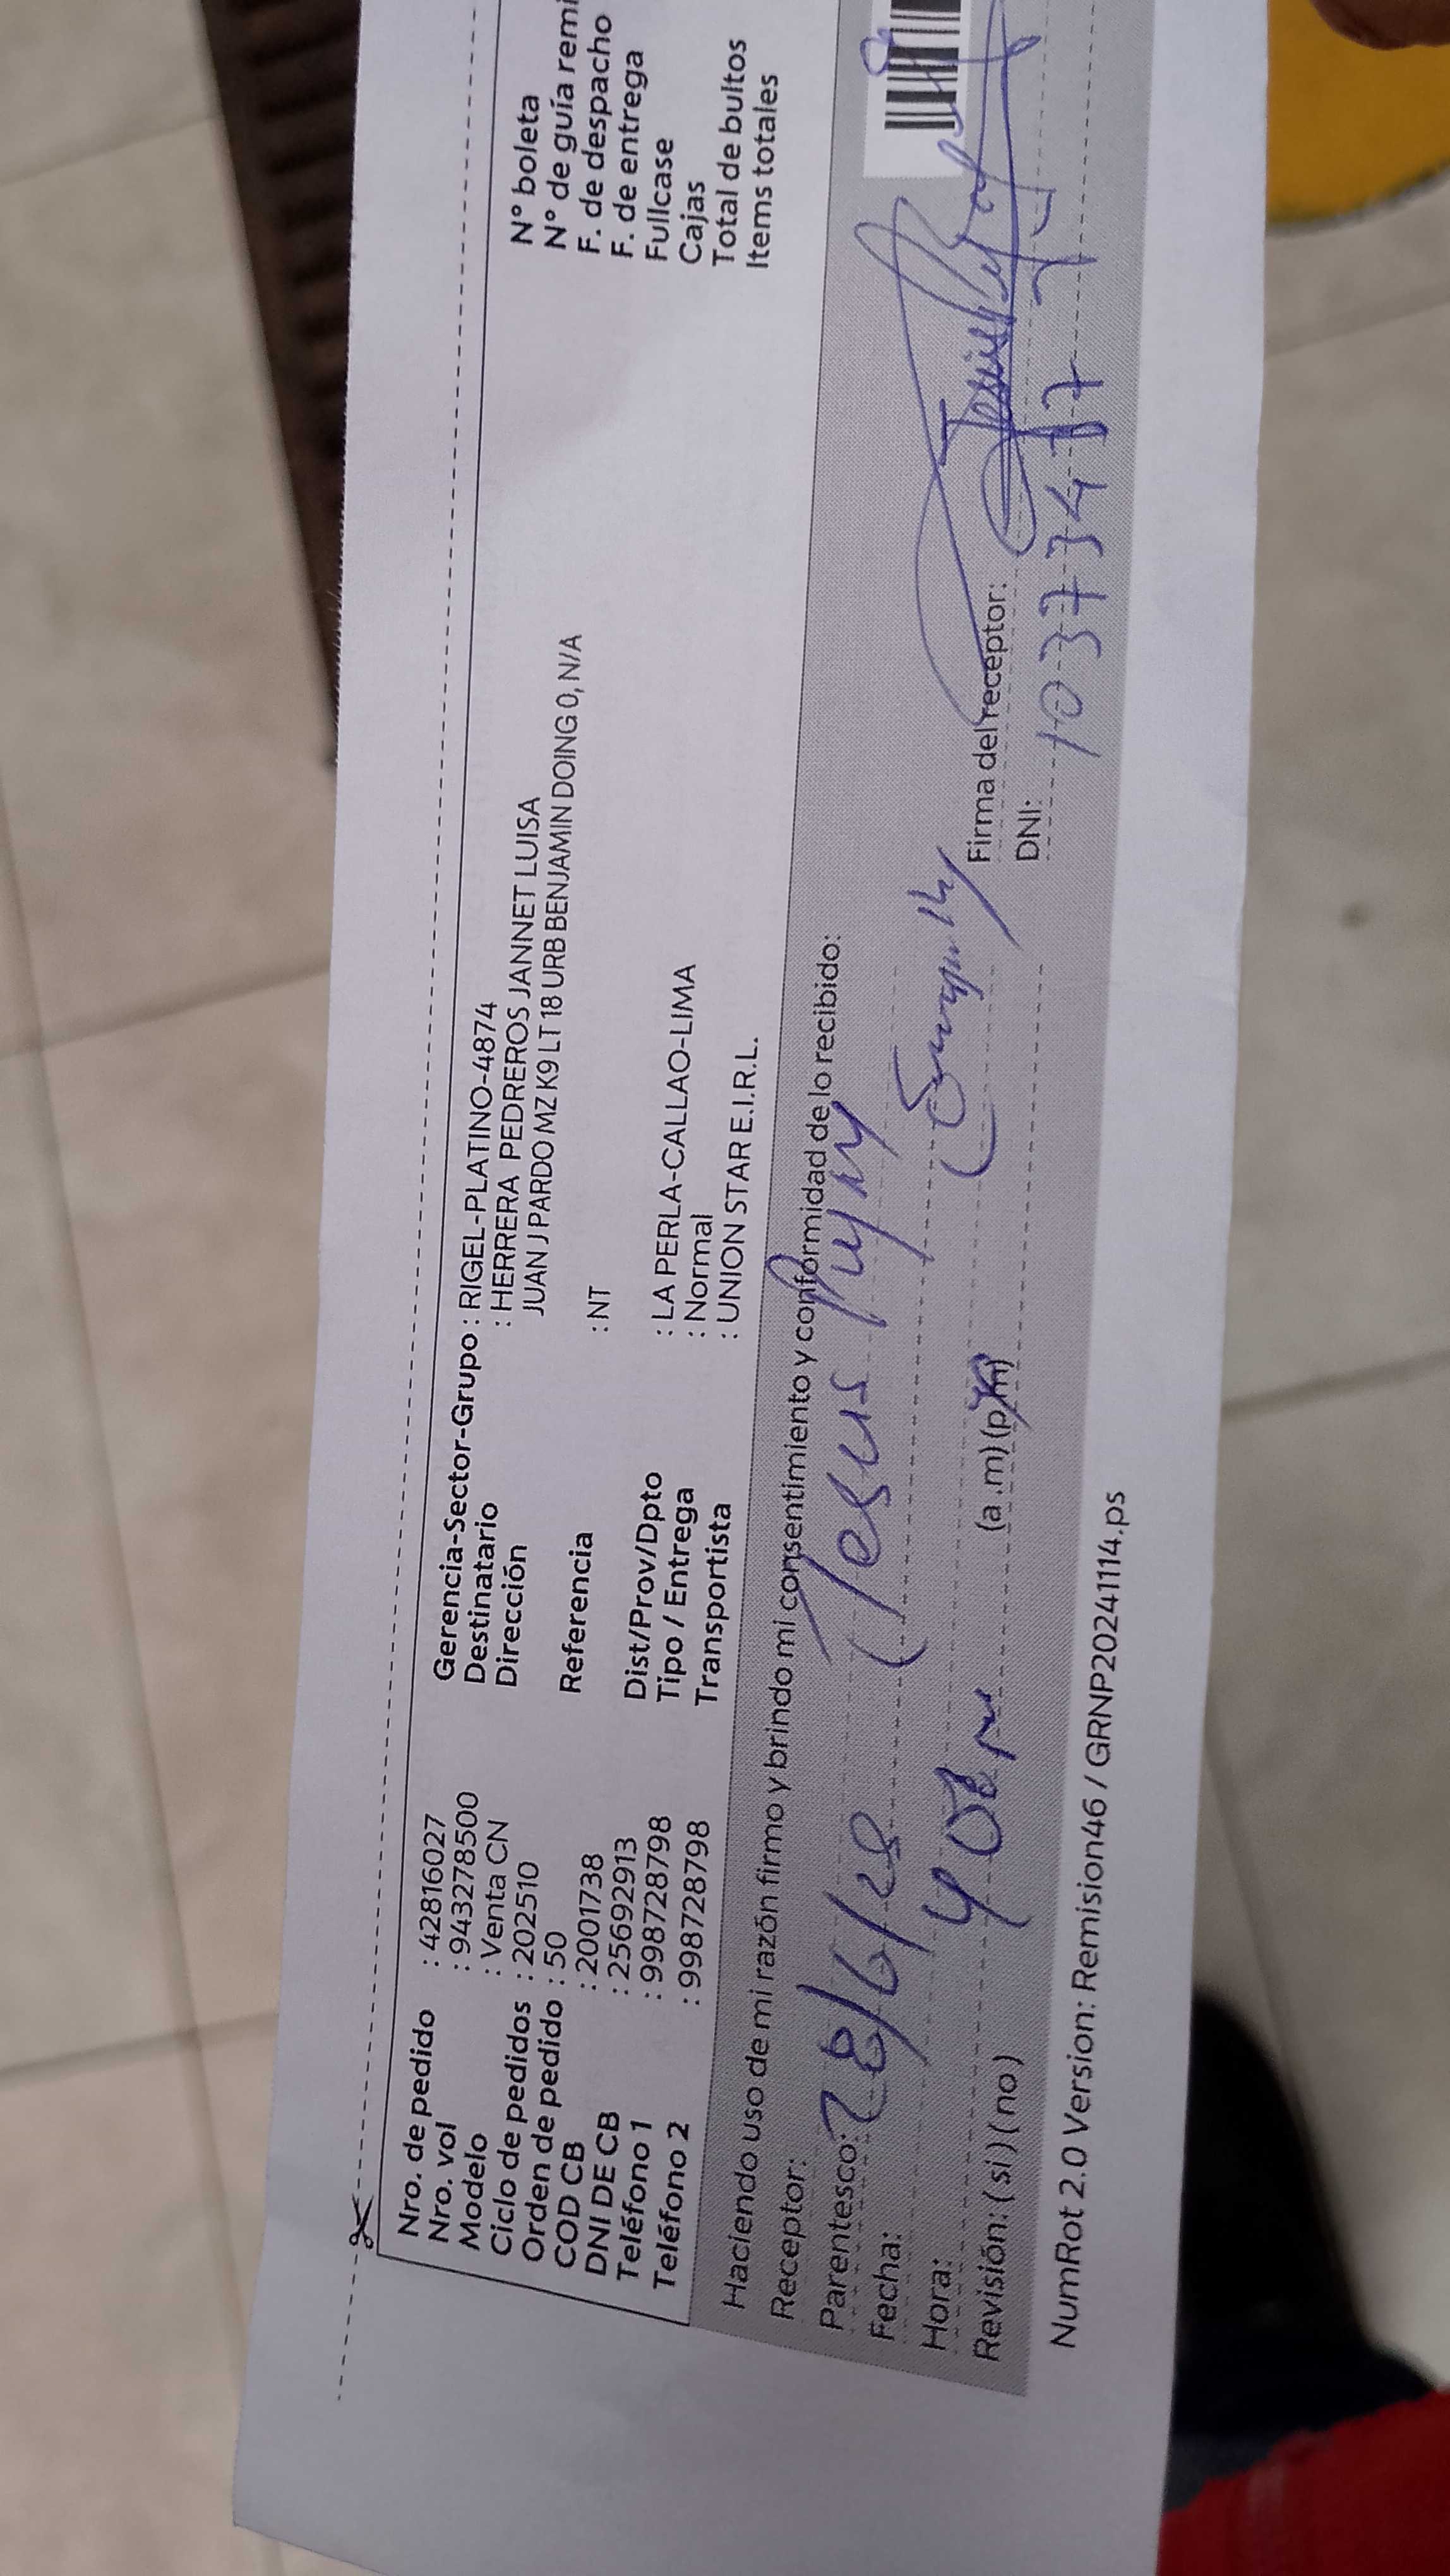 Nro. de pedido : 42816027
Nro. vol : 943278500
Modelo : Venta CN
Ciclo de pedidos : 202510
Orden de pedido : 50
COD CB : 2001738
DNI DE CB : 25692913
Teléfono 1 : 998728798
Teléfono 2 : 998728798
Gerencia-Sector-Grupo : RIGEL-PLATINO-4874
Destinatario : HERRERA PEDREROS JANNET LUISA
Dirección JUAN J PARDO MZ K9 LT 18 URB BENJAMIN DOING 0, N/A
Referencia : NT
Dist/Prov/Dpto : LA PERLA-CALLAO-LIMA
Tipo / Entrega : Normal
Transportista : UNION STAR E.I.R.L.
N° boleta
N° de guía remi
F. de despacho
F. de entrega
Fullcase
Cajas
Total de bultos
Items totales
Haciendo uso de mi razón firmo y brindo mi consentimiento y conformidad de lo recibido:
Receptor: Jesus
Parentesco:
Fecha: 28/6/25
Hora: (a .m) (p.m)
Revisión: (si) (no)
Firma del receptor:
DNI:
NumRot 2.0 Version: Remision46 / GRNP20241114.ps